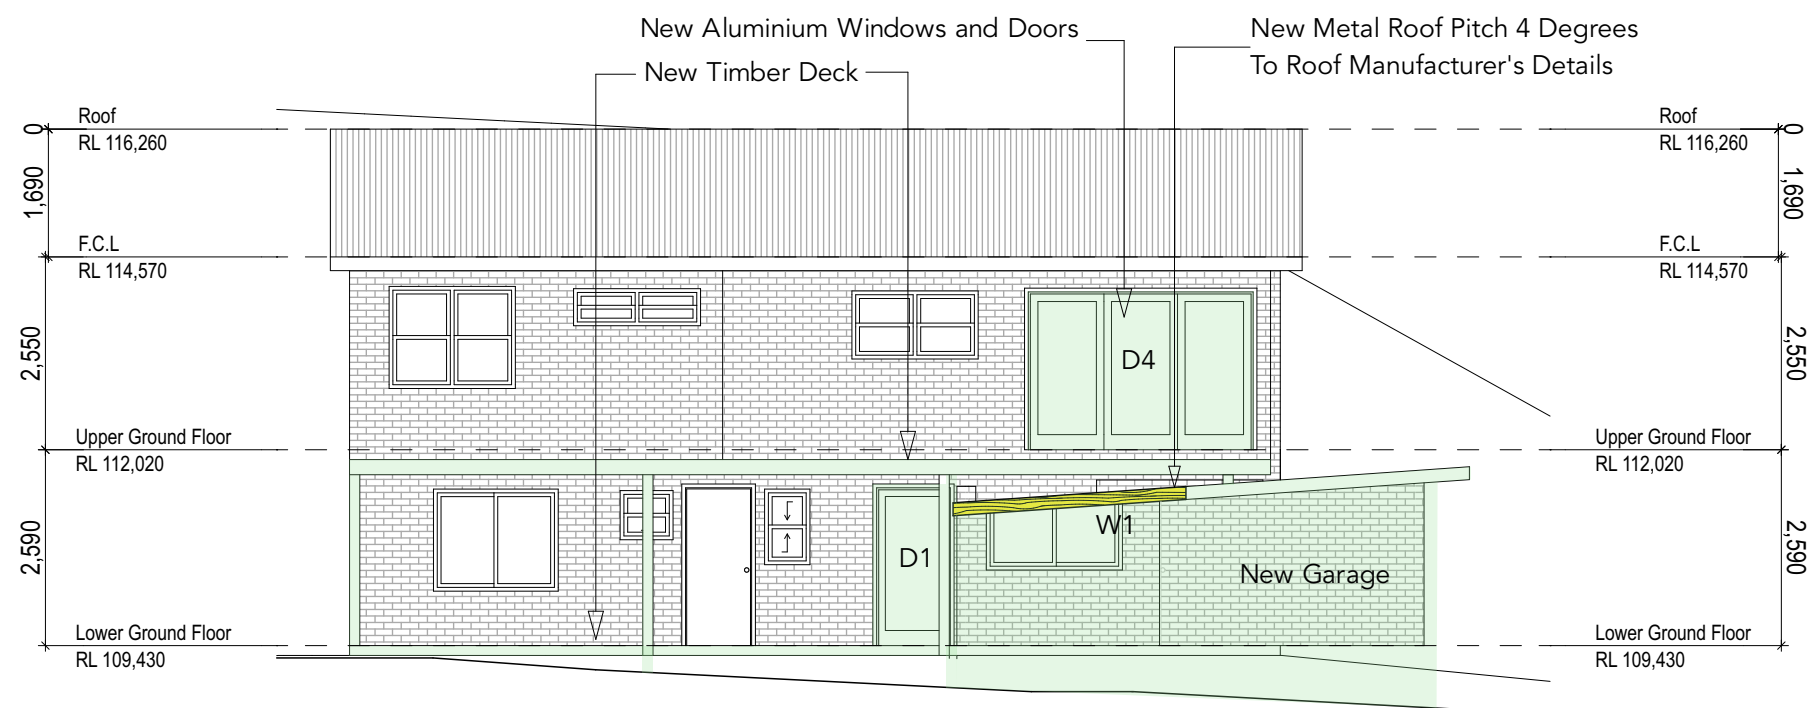 New Aluminium Windows and Doors
New Metal Roof Pitch 4 Degrees
To Roof Manufacturer's Details
New Timber Deck
Roof
RL 116,260
0
1,690
F.C.L
RL 114,570
2,550
Upper Ground Floor
RL 112,020
2,590
Lower Ground Floor
RL 109,430
D4
D1
W1
New Garage
Roof
RL 116,260
0
1,690
F.C.L
RL 114,570
2,550
Upper Ground Floor
RL 112,020
2,590
Lower Ground Floor
RL 109,430